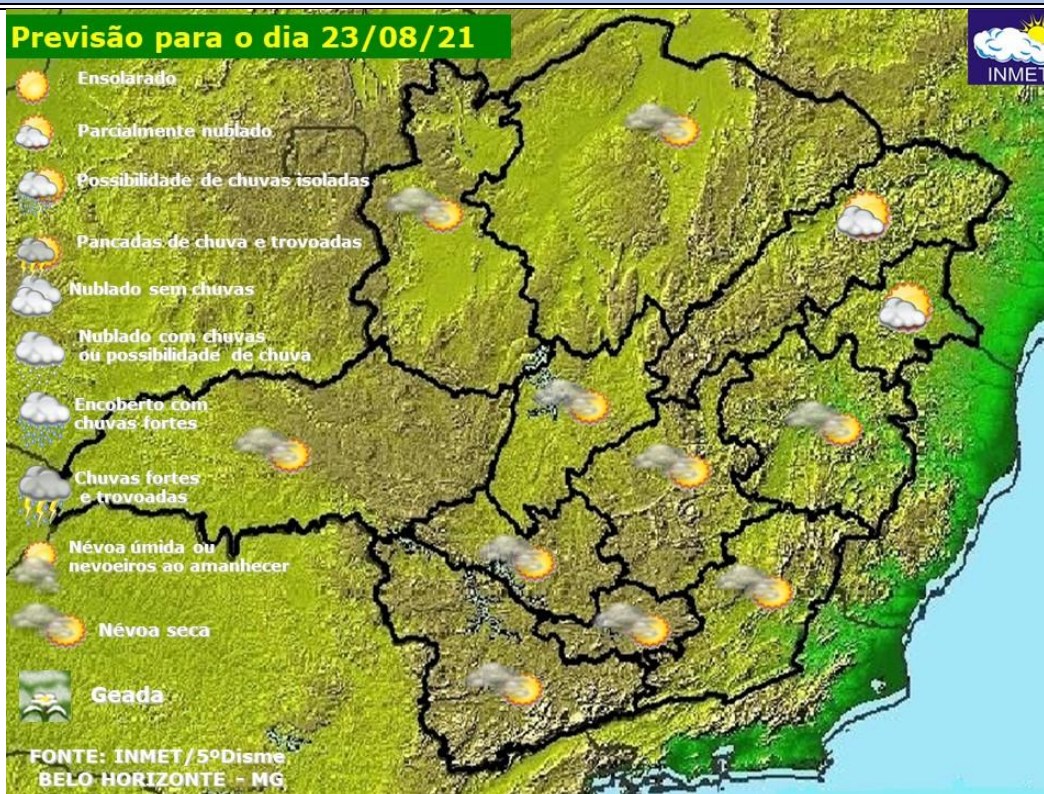 Previsão para o dia 23/08/21
INMET
Ensolarado
Parcialmente nublado
Possibilidade de chuvas isoladas
Pancadas de chuva e trovoadas
Nublado sem chuvas
Nublado com chuvas
ou possibilidade de chuva
Encoberto com
chuvas fortes
Chuvas fortes
e trovoadas
Névoa úmida ou
nevoeiros ao amanhecer
Névoa seca
Geada
FONTE: INMET/5ºDisme
BELO HORIZONTE - MG